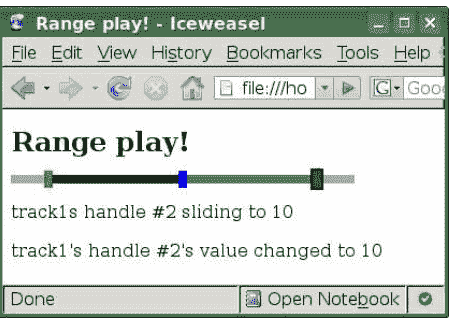 Range play! - Iceweasel
File Edit View History Bookmarks Tools Help
file:///ho G Goo
Range play!
track1s handle #2 sliding to 10
track1's handle #2's value changed to 10
Done Open Notebook